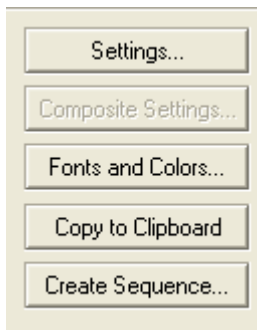 Settings...
Composite Settings...
Fonts and Colors...
Copy to Clipboard
Create Sequence...